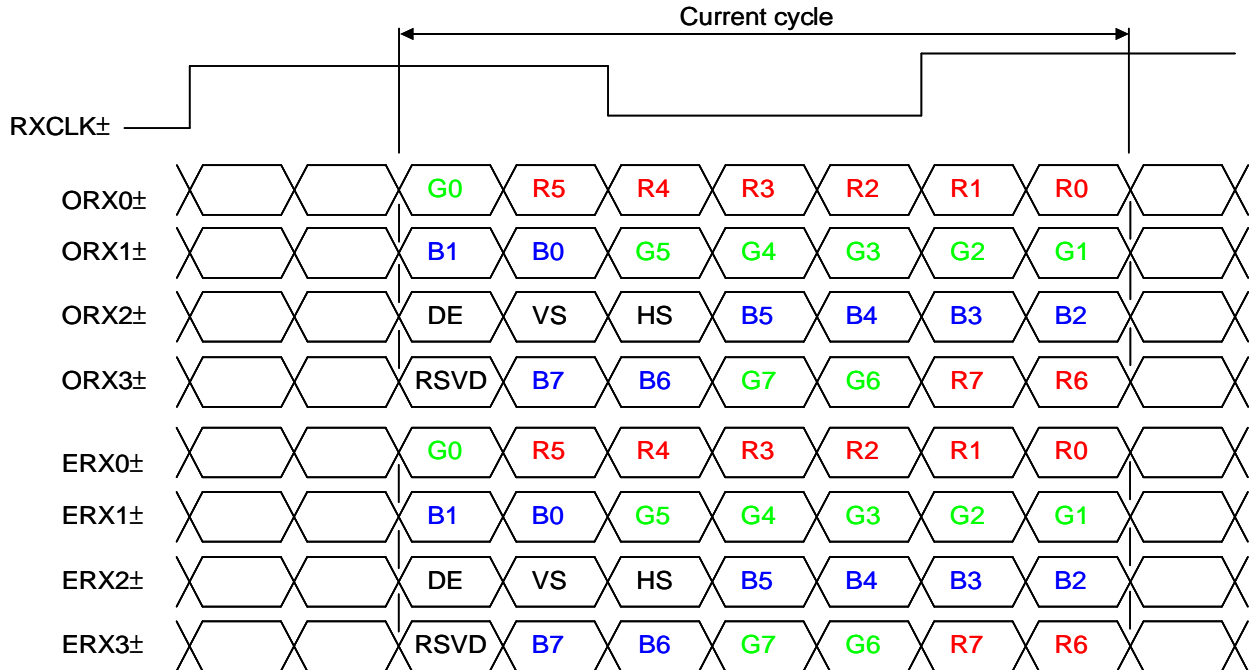 Current cycle
RXCLK±
ORX0± G0 R5 R4 R3 R2 R1 R0
ORX1± B1 B0 G5 G4 G3 G2 G1
ORX2± DE VS HS B5 B4 B3 B2
ORX3± RSVD B7 B6 G7 G6 R7 R6
ERX0± G0 R5 R4 R3 R2 R1 R0
ERX1± B1 B0 G5 G4 G3 G2 G1
ERX2± DE VS HS B5 B4 B3 B2
ERX3± RSVD B7 B6 G7 G6 R7 R6